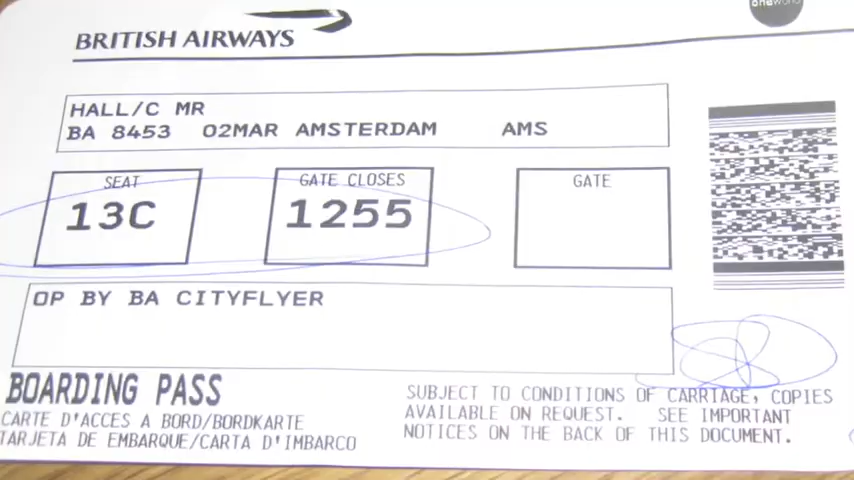 oneworld
BRITISH AIRWAYS
HALL/C MR
BA 8453 02MAR AMSTERDAM AMS
SEAT GATE CLOSES GATE
13C 1255
OP BY BA CITYFLYER
BOARDING PASS
CARTE D'ACCES A BORD/BORDKARTE
TARJETA DE EMBARQUE/CARTA D'IMBARCO
SUBJECT TO CONDITIONS OF CARRIAGE, COPIES
AVAILABLE ON REQUEST. SEE IMPORTANT
NOTICES ON THE BACK OF THIS DOCUMENT.